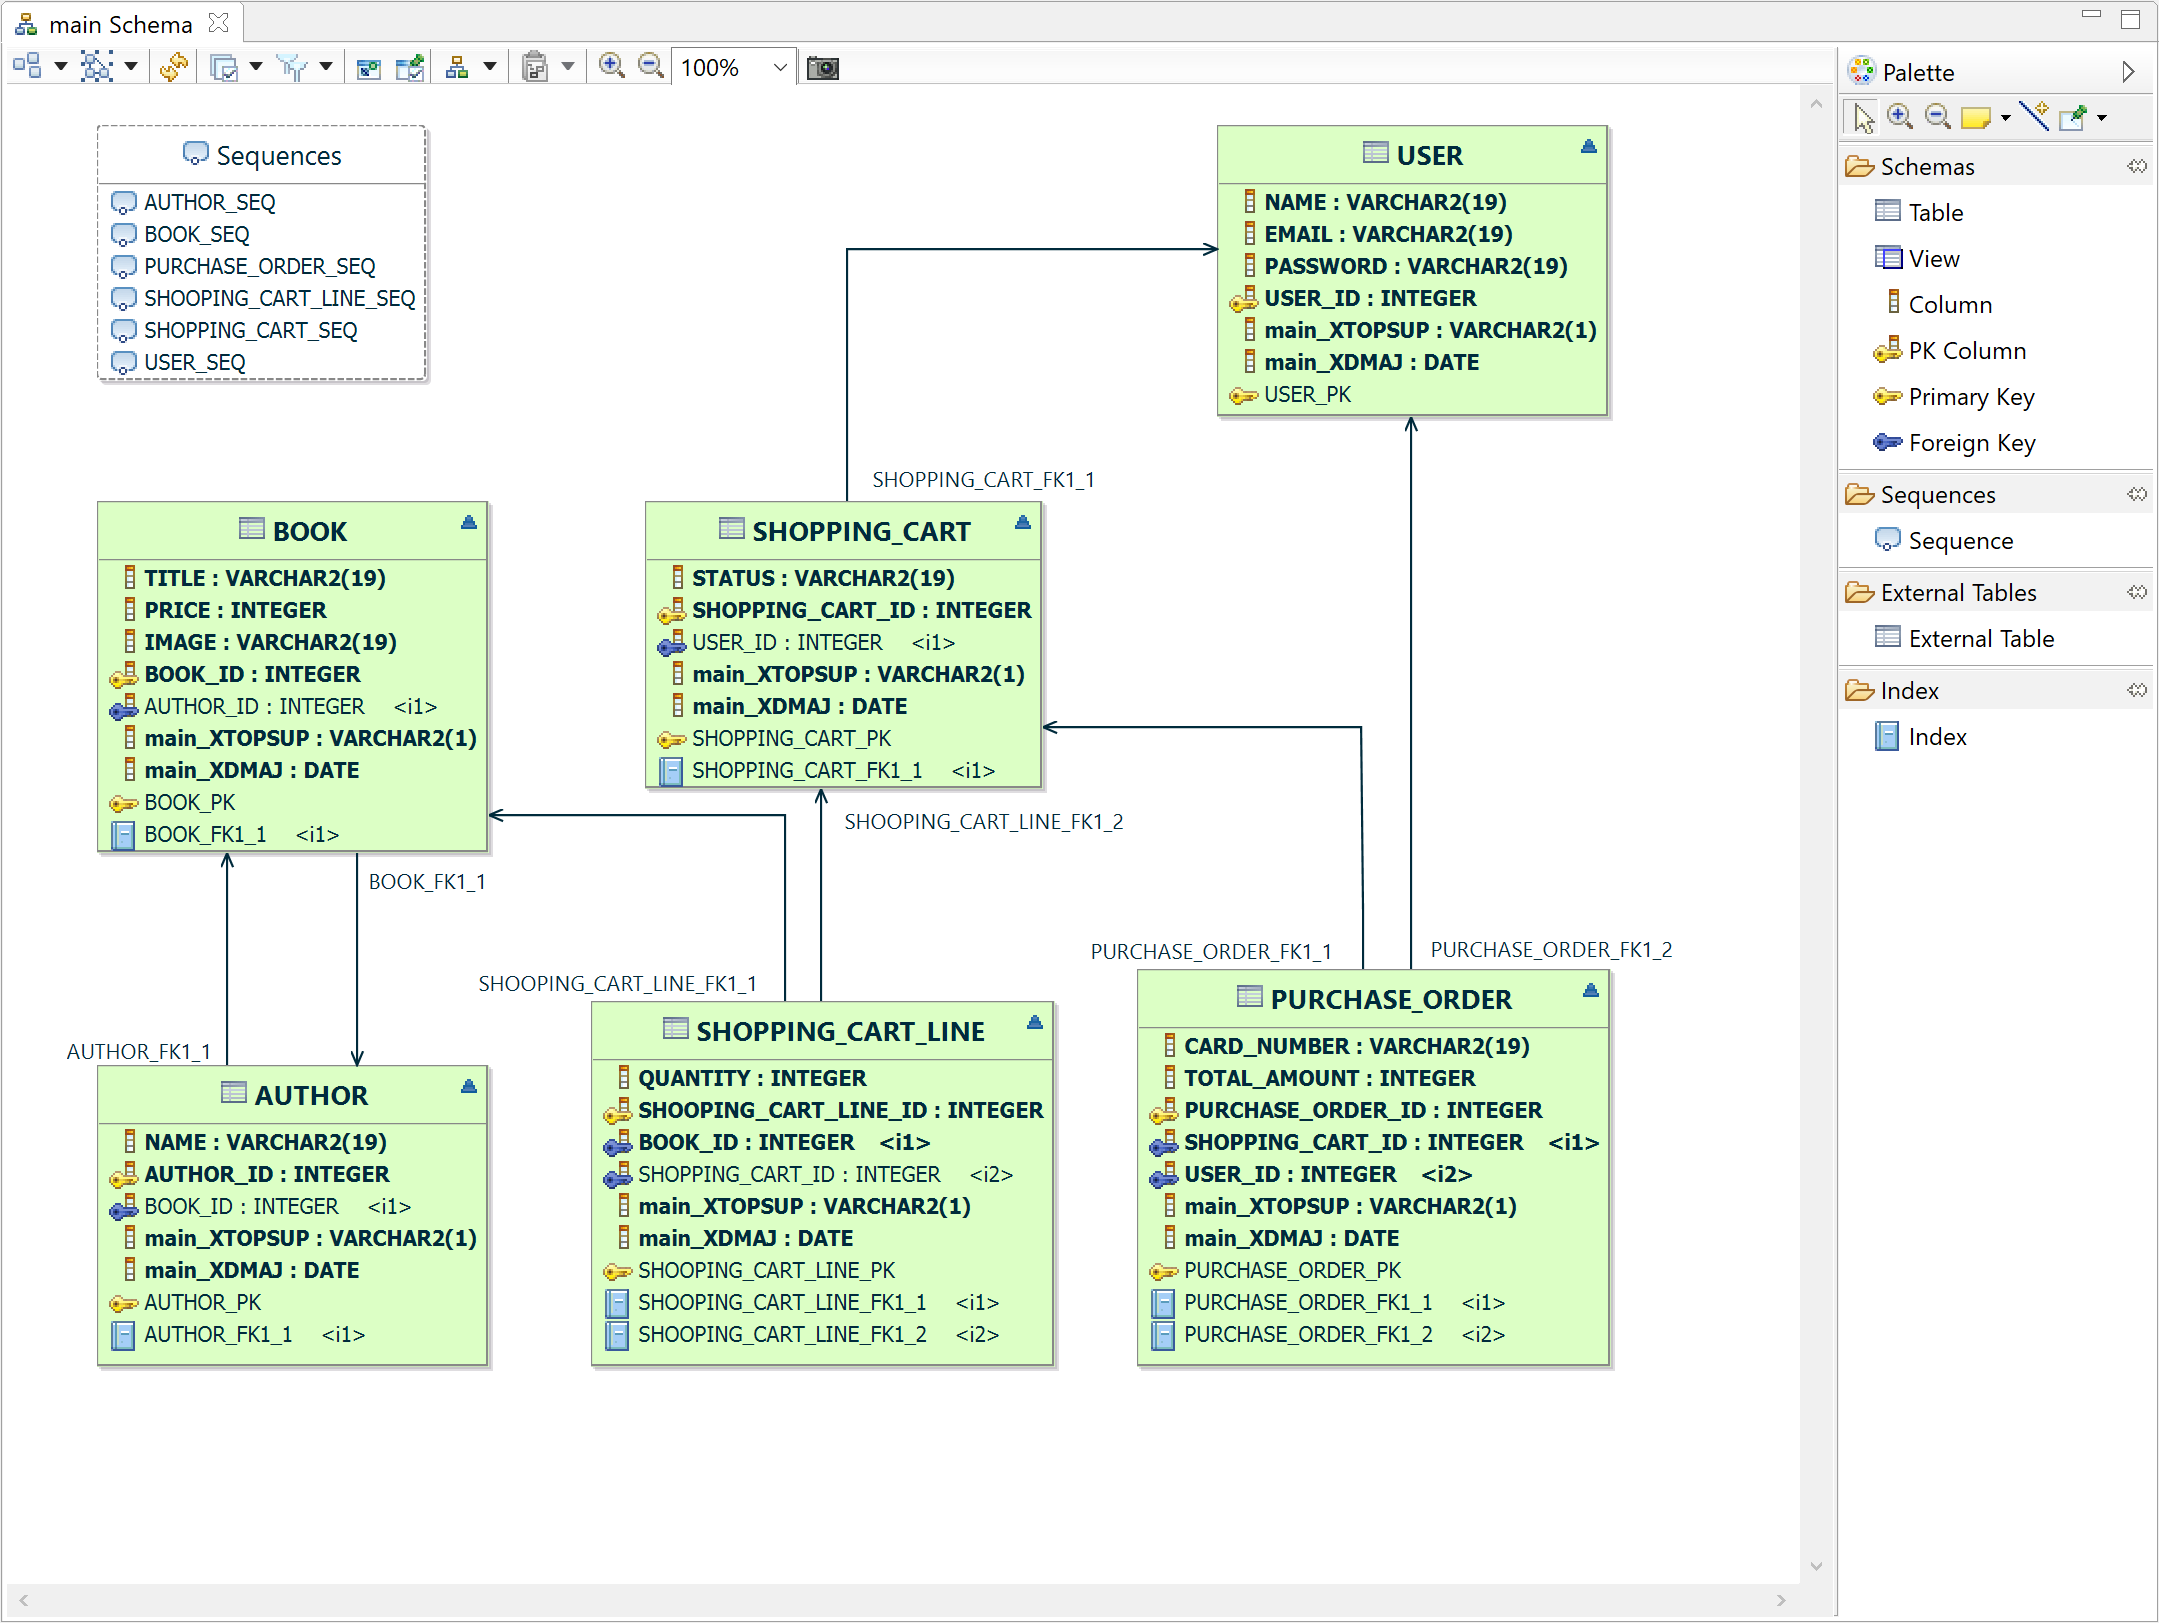 main Schema
100%
Palette
Schemas
Table
View
Column
PK Column
Primary Key
Foreign Key
Sequences
Sequence
External Tables
External Table
Index
Index
Sequences
AUTHOR_SEQ
BOOK_SEQ
PURCHASE_ORDER_SEQ
SHOOPING_CART_LINE_SEQ
SHOPPING_CART_SEQ
USER_SEQ
USER
NAME : VARCHAR2(19)
EMAIL : VARCHAR2(19)
PASSWORD : VARCHAR2(19)
USER_ID : INTEGER
main_XTOPSUP : VARCHAR2(1)
main_XDMAJ : DATE
USER_PK
SHOPPING_CART_FK1_1
BOOK
TITLE : VARCHAR2(19)
PRICE : INTEGER
IMAGE : VARCHAR2(19)
BOOK_ID : INTEGER
AUTHOR_ID : INTEGER <i1>
main_XTOPSUP : VARCHAR2(1)
main_XDMAJ : DATE
BOOK_PK
BOOK_FK1_1 <i1>
SHOPPING_CART
STATUS : VARCHAR2(19)
SHOPPING_CART_ID : INTEGER
USER_ID : INTEGER <i1>
main_XTOPSUP : VARCHAR2(1)
main_XDMAJ : DATE
SHOPPING_CART_PK
SHOPPING_CART_FK1_1 <i1>
SHOOPING_CART_LINE_FK1_2
BOOK_FK1_1
PURCHASE_ORDER_FK1_1
PURCHASE_ORDER_FK1_2
SHOOPING_CART_LINE_FK1_1
AUTHOR_FK1_1
AUTHOR
NAME : VARCHAR2(19)
AUTHOR_ID : INTEGER
BOOK_ID : INTEGER <i1>
main_XTOPSUP : VARCHAR2(1)
main_XDMAJ : DATE
AUTHOR_PK
AUTHOR_FK1_1 <i1>
SHOPPING_CART_LINE
QUANTITY : INTEGER
SHOOPING_CART_LINE_ID : INTEGER
BOOK_ID : INTEGER <i1>
SHOPPING_CART_ID : INTEGER <i2>
main_XTOPSUP : VARCHAR2(1)
main_XDMAJ : DATE
SHOOPING_CART_LINE_PK
SHOOPING_CART_LINE_FK1_1 <i1>
SHOOPING_CART_LINE_FK1_2 <i2>
PURCHASE_ORDER
CARD_NUMBER : VARCHAR2(19)
TOTAL_AMOUNT : INTEGER
PURCHASE_ORDER_ID : INTEGER
SHOPPING_CART_ID : INTEGER <i1>
USER_ID : INTEGER <i2>
main_XTOPSUP : VARCHAR2(1)
main_XDMAJ : DATE
PURCHASE_ORDER_PK
PURCHASE_ORDER_FK1_1 <i1>
PURCHASE_ORDER_FK1_2 <i2>